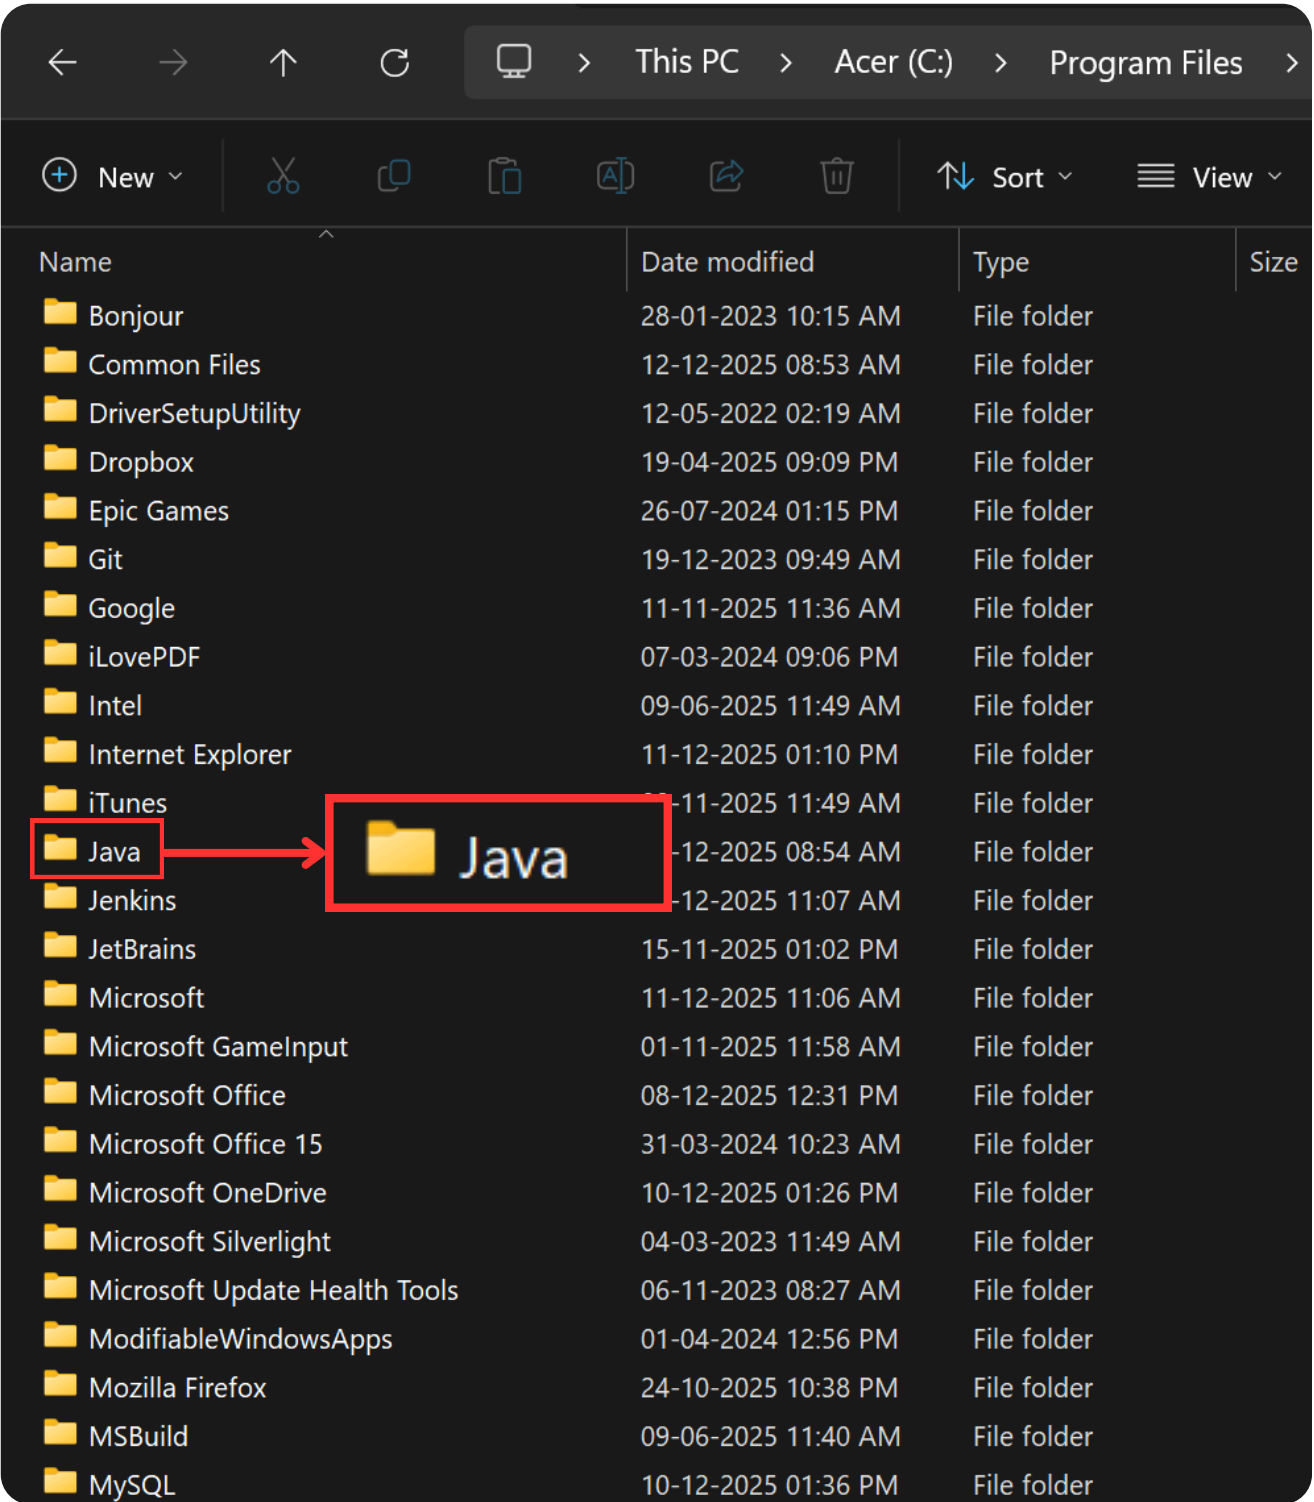 This PC > Acer (C:) > Program Files >
New Sort View
Name Date modified Type Size
Bonjour 28-01-2023 10:15 AM File folder
Common Files 12-12-2025 08:53 AM File folder
DriverSetupUtility 12-05-2022 02:19 AM File folder
Dropbox 19-04-2025 09:09 PM File folder
Epic Games 26-07-2024 01:15 PM File folder
Git 19-12-2023 09:49 AM File folder
Google 11-11-2025 11:36 AM File folder
iLovePDF 07-03-2024 09:06 PM File folder
Intel 09-06-2025 11:49 AM File folder
Internet Explorer 11-12-2025 01:10 PM File folder
iTunes -11-2025 11:49 AM File folder
Java Java -12-2025 08:54 AM File folder
Jenkins -12-2025 11:07 AM File folder
JetBrains 15-11-2025 01:02 PM File folder
Microsoft 11-12-2025 11:06 AM File folder
Microsoft GameInput 01-11-2025 11:58 AM File folder
Microsoft Office 08-12-2025 12:31 PM File folder
Microsoft Office 15 31-03-2024 10:23 AM File folder
Microsoft OneDrive 10-12-2025 01:26 PM File folder
Microsoft Silverlight 04-03-2023 11:49 AM File folder
Microsoft Update Health Tools 06-11-2023 08:27 AM File folder
ModifiableWindowsApps 01-04-2024 12:56 PM File folder
Mozilla Firefox 24-10-2025 10:38 PM File folder
MSBuild 09-06-2025 11:40 AM File folder
MySQL 10-12-2025 01:36 PM File folder